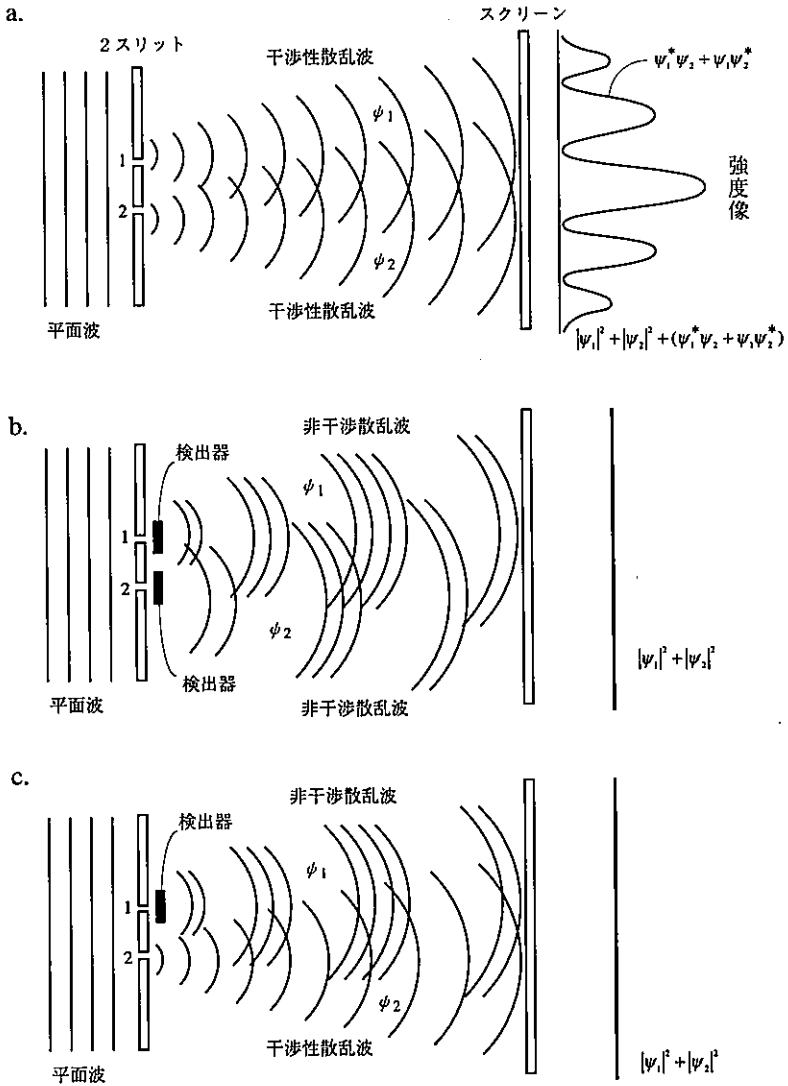 a.
2スリット
スクリーン
干渉性散乱波
ψ₁*ψ₂ + ψ₁ψ₂*
ψ₁
1
2
強度像
ψ₂
平面波
干渉性散乱波
|ψ₁|² + |ψ₂|² + (ψ₁*ψ₂ + ψ₁ψ₂*)
b.
非干渉散乱波
検出器
ψ₁
1
2
ψ₂
|ψ₁|² + |ψ₂|²
検出器
平面波
非干渉散乱波
c.
非干渉散乱波
検出器
ψ₁
1
2
ψ₂
干渉性散乱波
平面波
|ψ₁|² + |ψ₂|²